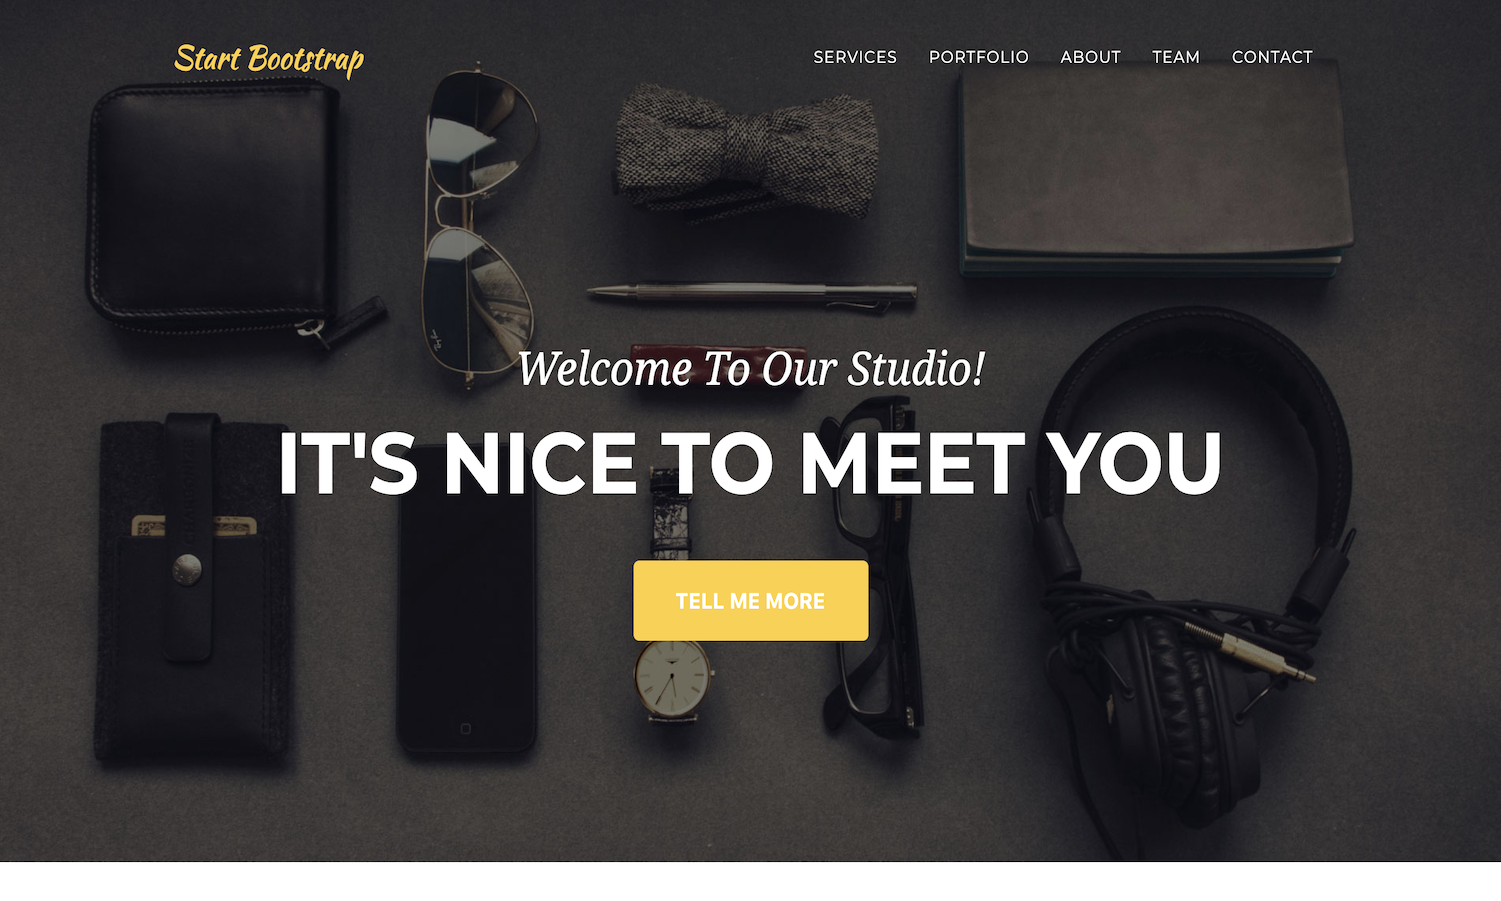 Start Bootstrap
SERVICES PORTFOLIO ABOUT TEAM CONTACT
Welcome To Our Studio!
IT'S NICE TO MEET YOU
TELL ME MORE